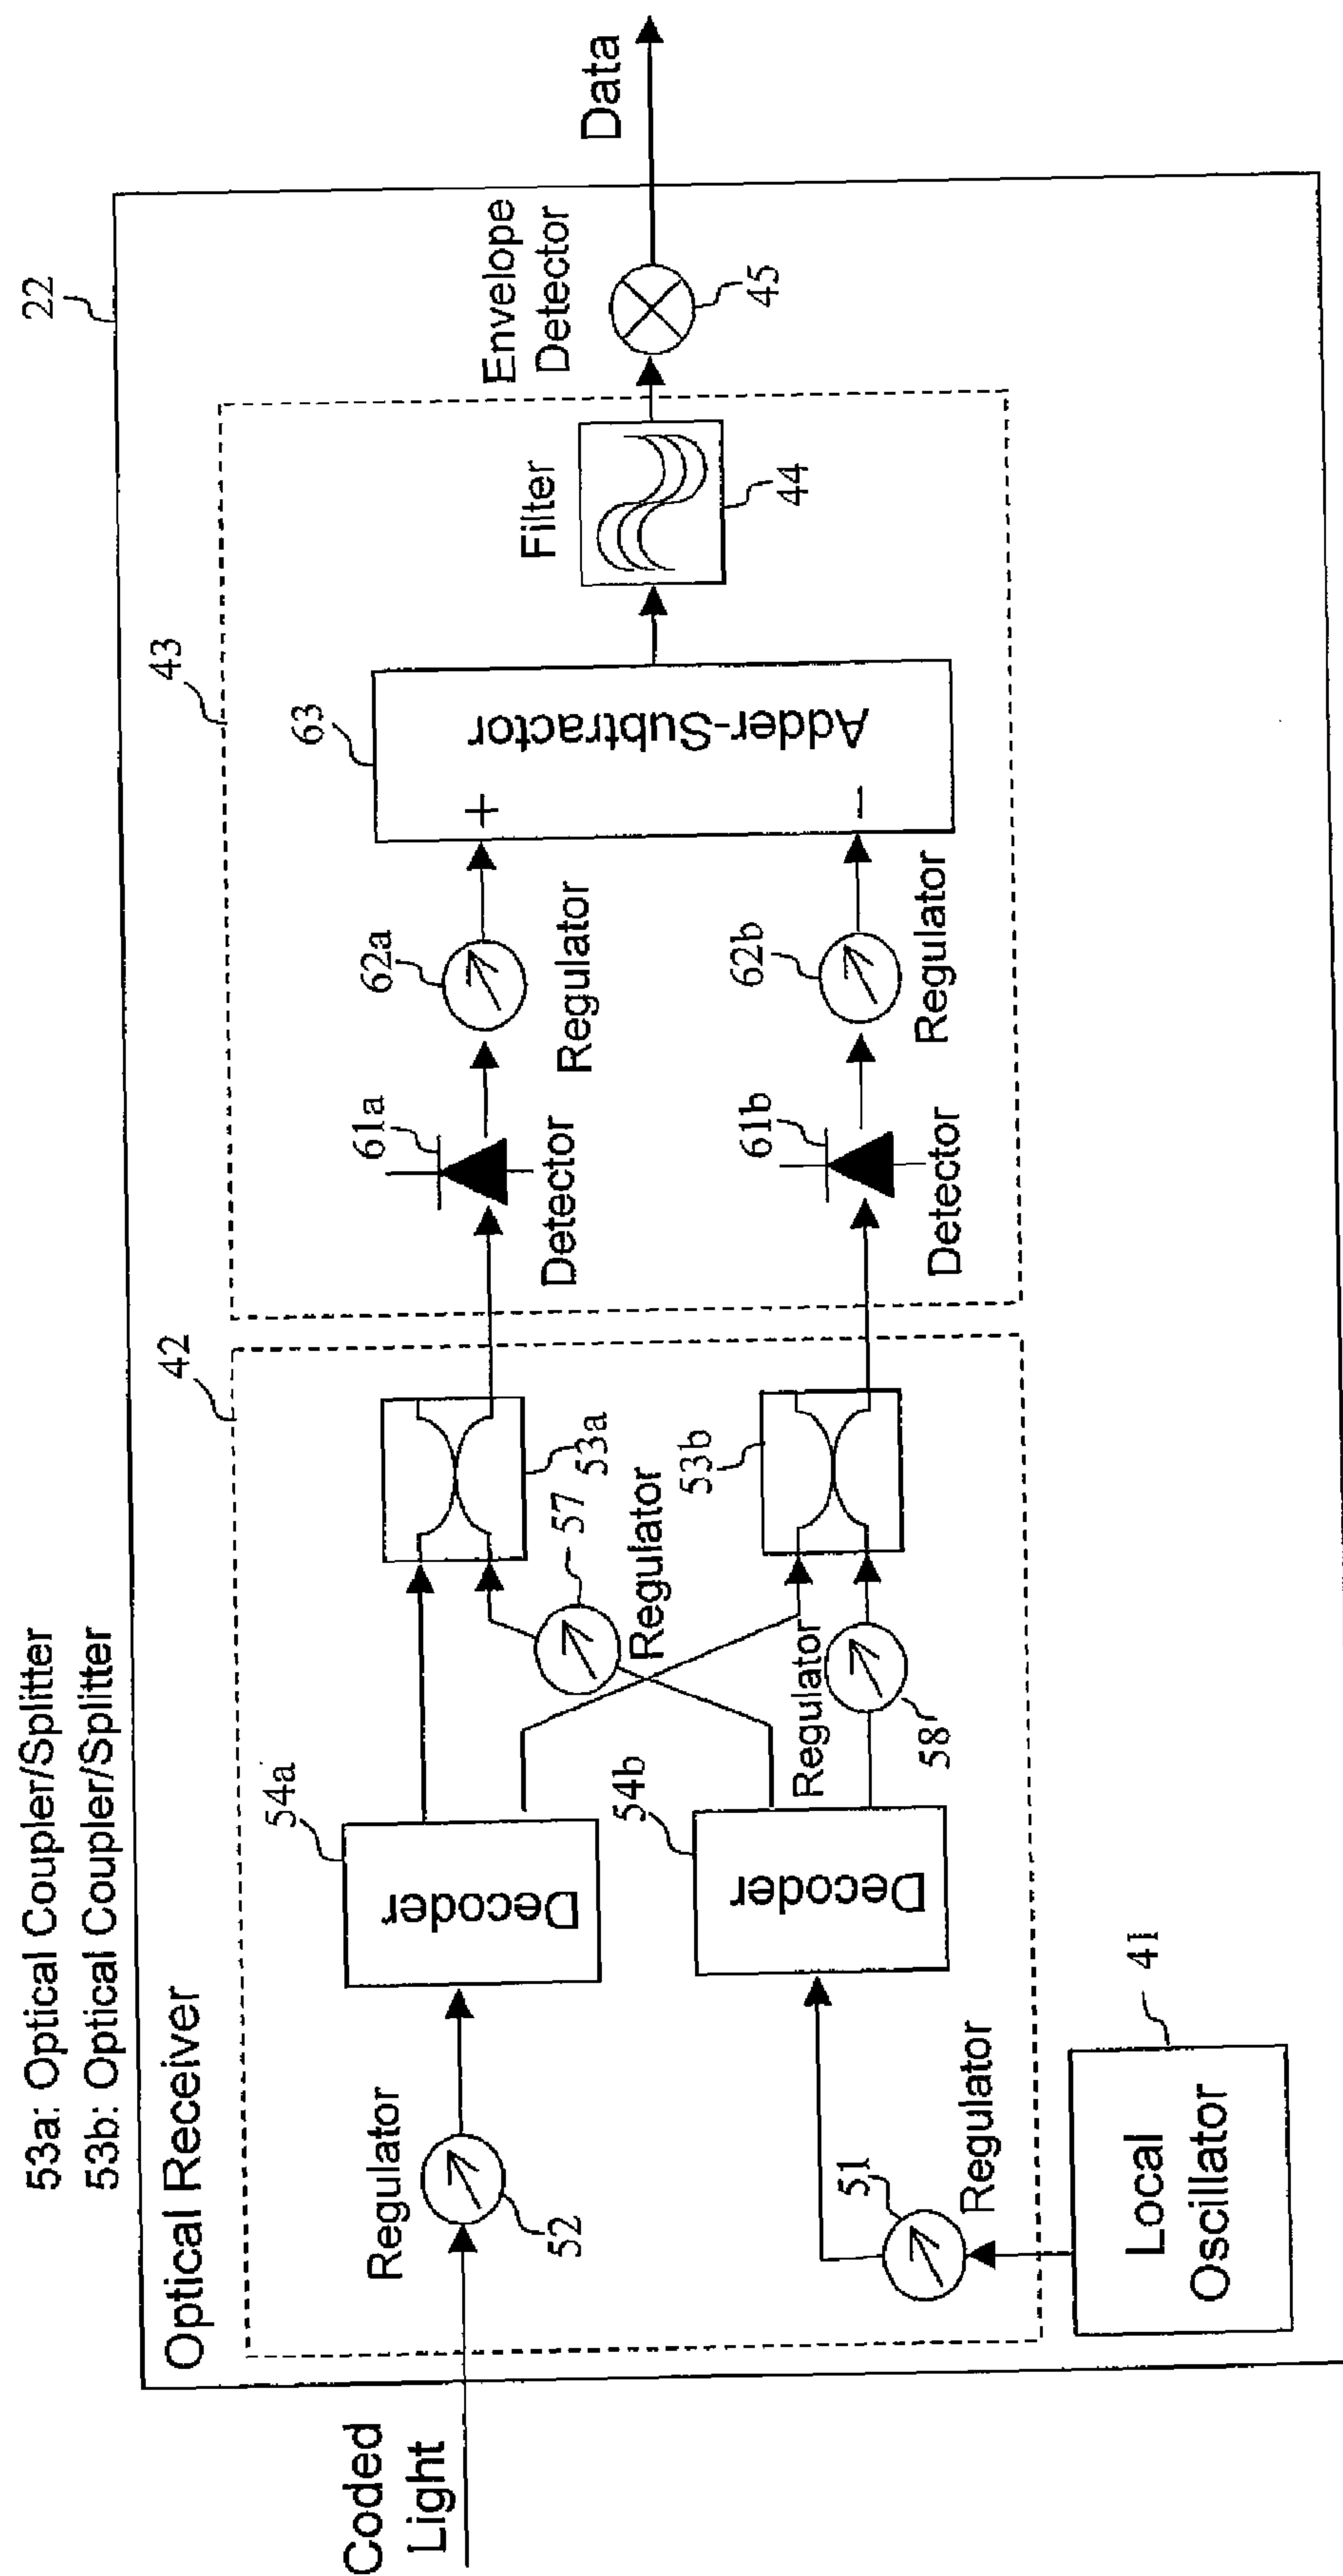 53a: Optical Coupler/Splitter
53b: Optical Coupler/Splitter
22
Optical Receiver
42
43
Coded
Light
Regulator
52
54a
Decoder
53a
57
Regulator
61a
Detector
62a
Regulator
63
+
−
Adder-Subtractor
Filter
44
Envelope
Detector
45
Data
51
Regulator
54b
Decoder
Regulator
58
53b
61b
Detector
62b
Regulator
Local
Oscillator
41